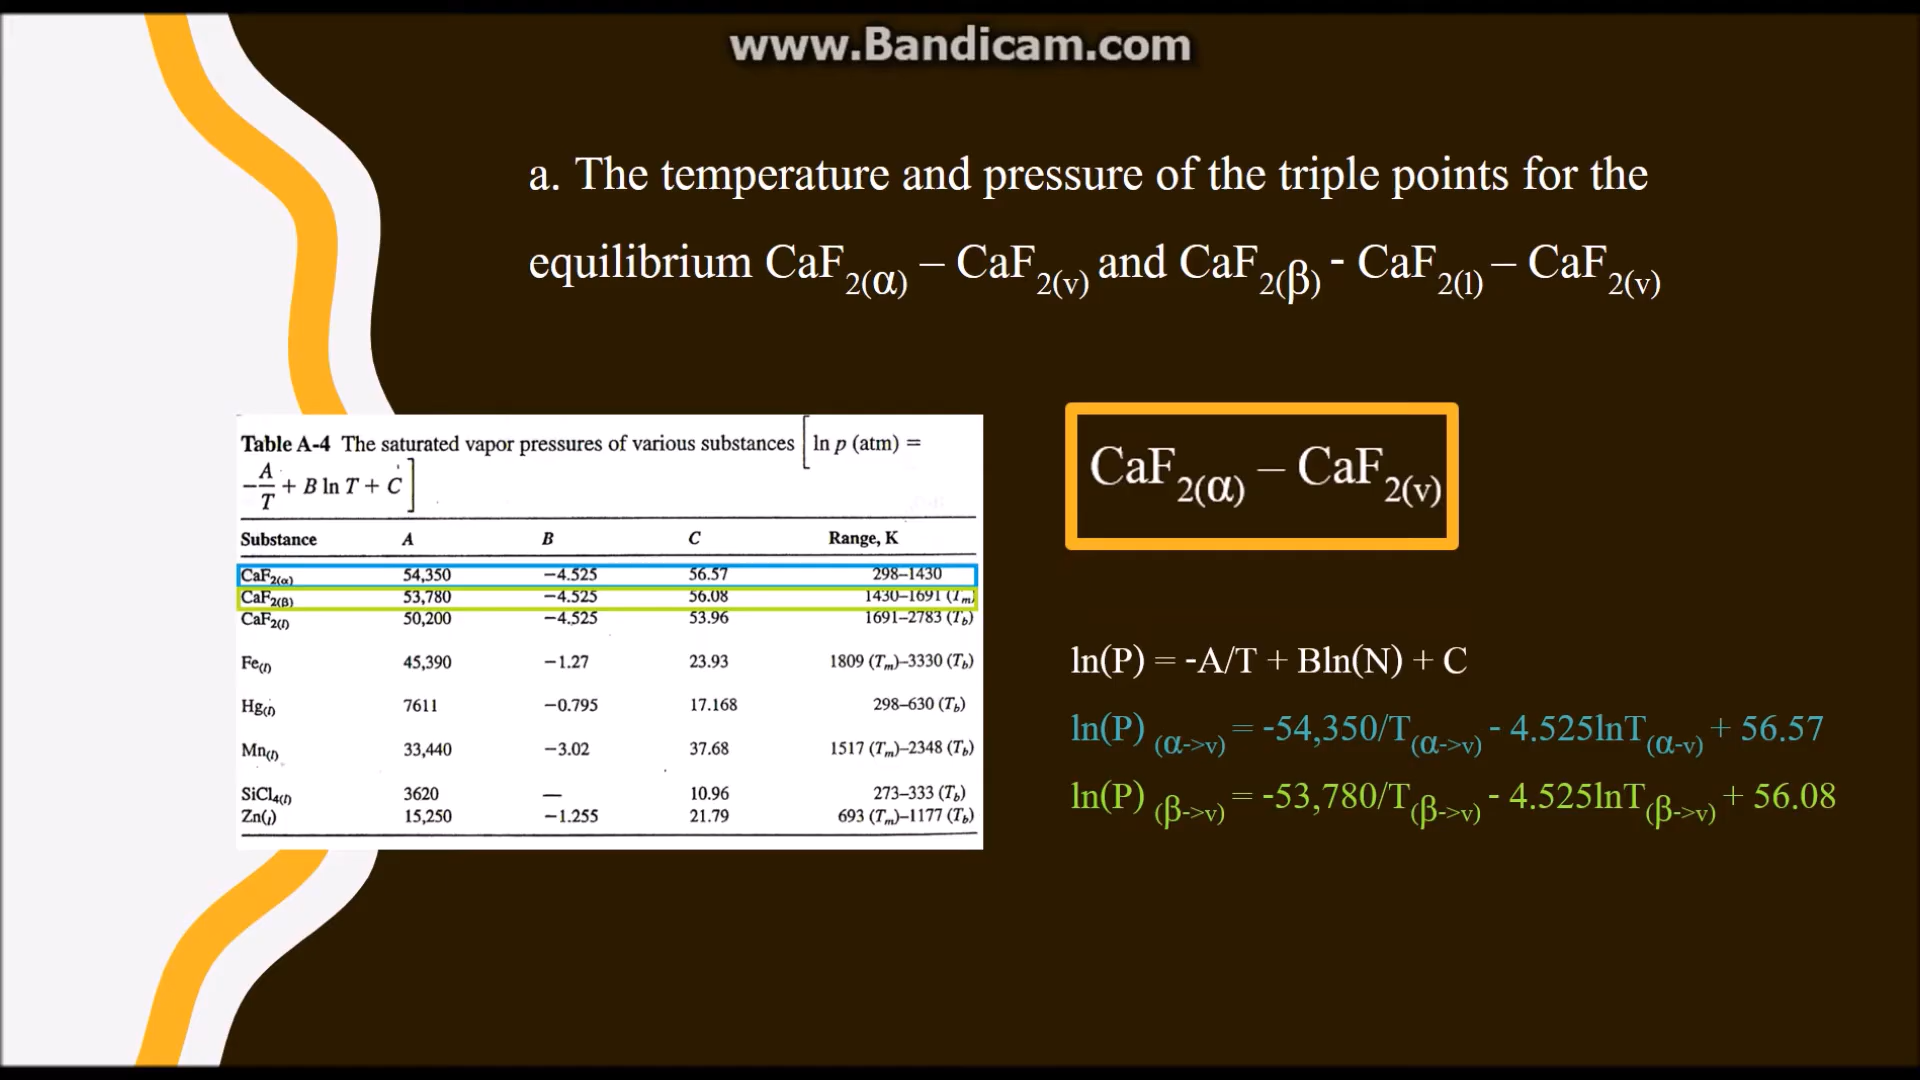 www.Bandicam.com
a. The temperature and pressure of the triple points for the
equilibrium CaF2(α) – CaF2(v) and CaF2(β) - CaF2(l) – CaF2(v)
Table A-4 The saturated vapor pressures of various substances [ ln p (atm) =
-A/T + B ln T + C ]
Substance A B C Range, K
CaF2(α) 54,350 −4.525 56.57 298–1430
CaF2(β) 53,780 −4.525 56.08 1430–1691 (Tm)
CaF2(l) 50,200 −4.525 53.96 1691–2783 (Tb)
Fe(l) 45,390 −1.27 23.93 1809 (Tm)–3330 (Tb)
Hg(l) 7611 −0.795 17.168 298–630 (Tb)
Mn(l) 33,440 −3.02 37.68 1517 (Tm)–2348 (Tb)
SiCl4(l) 3620 — 10.96 273–333 (Tb)
Zn(l) 15,250 −1.255 21.79 693 (Tm)–1177 (Tb)
CaF2(α) – CaF2(v)
ln(P) = -A/T + Bln(N) + C
ln(P) (α->v) = -54,350/T(α->v) - 4.525lnT(α-v) + 56.57
ln(P) (β->v) = -53,780/T(β->v) - 4.525lnT(β->v) + 56.08